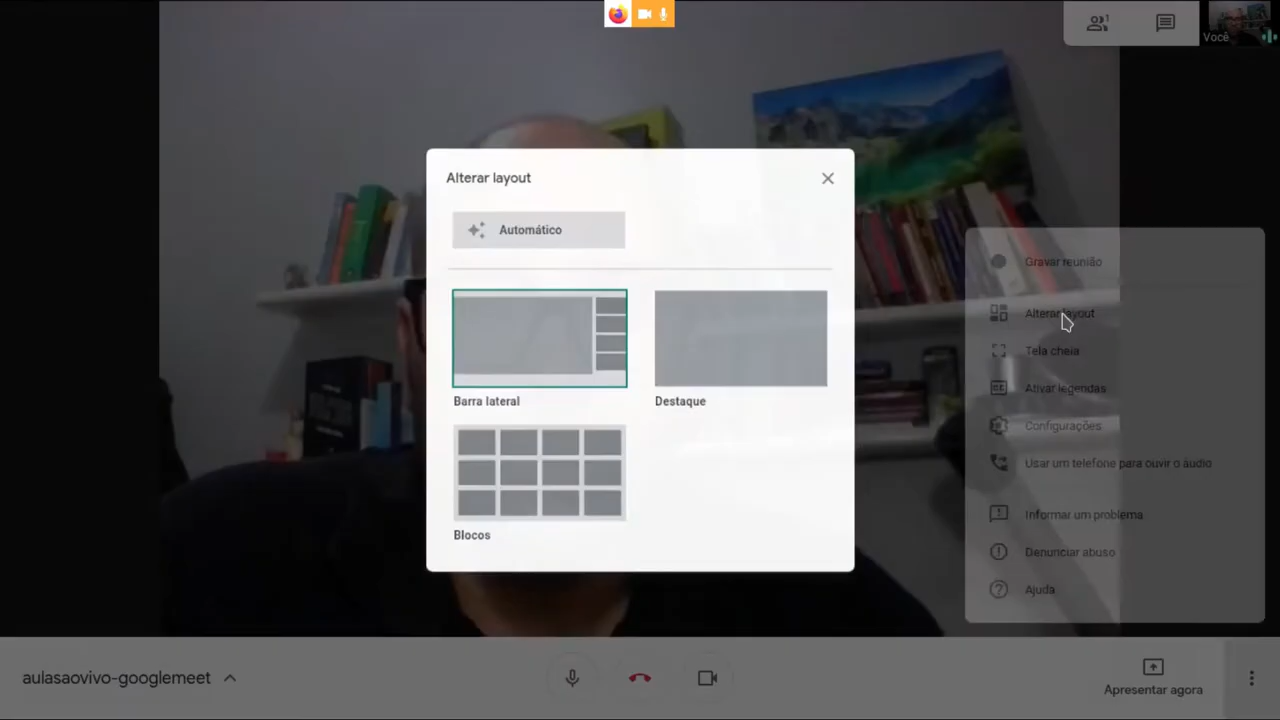 1
Você
Alterar layout
Automático
Barra lateral
Destaque
Blocos
Gravar reunião
Alterar layout
Tela cheia
Ativar legendas
Configurações
Usar um telefone para ouvir o áudio
Informar um problema
Denunciar abuso
Ajuda
aulasaovivo-googlemeet
Apresentar agora